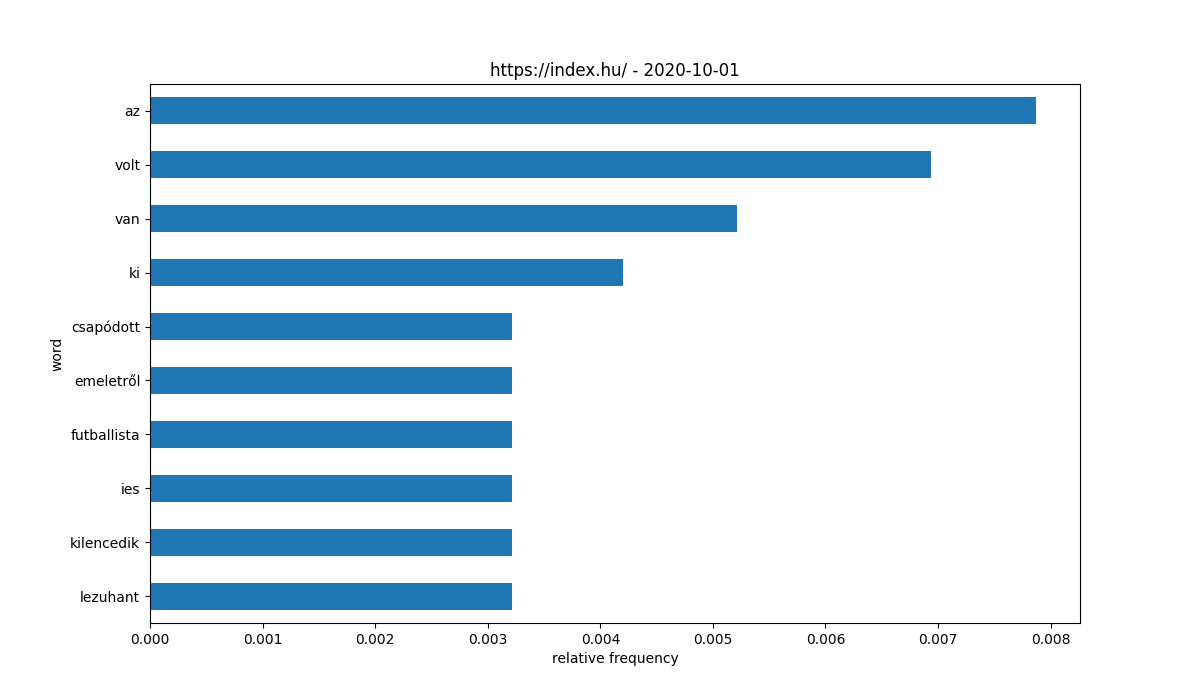 https://index.hu/ - 2020-10-01
az
volt
van
ki
csapódott
emeletről
futballista
ies
kilencedik
lezuhant
word
0.000 0.001 0.002 0.003 0.004 0.005 0.006 0.007 0.008
relative frequency